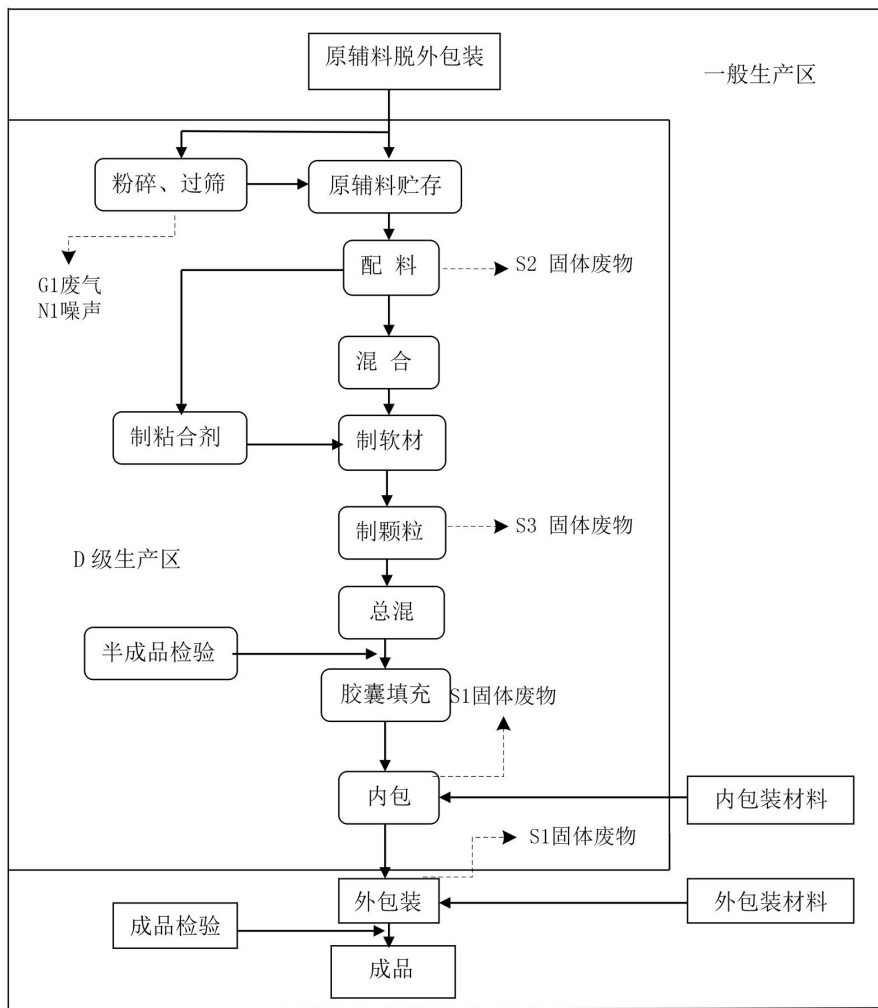 原辅料脱外包装
一般生产区
粉碎、过筛
原辅料贮存
配 料
S2 固体废物
G1废气
N1噪声
混 合
制粘合剂
制软材
制颗粒
S3 固体废物
D 级生产区
总混
半成品检验
胶囊填充
S1固体废物
内包
内包装材料
S1固体废物
外包装
外包装材料
成品检验
成品